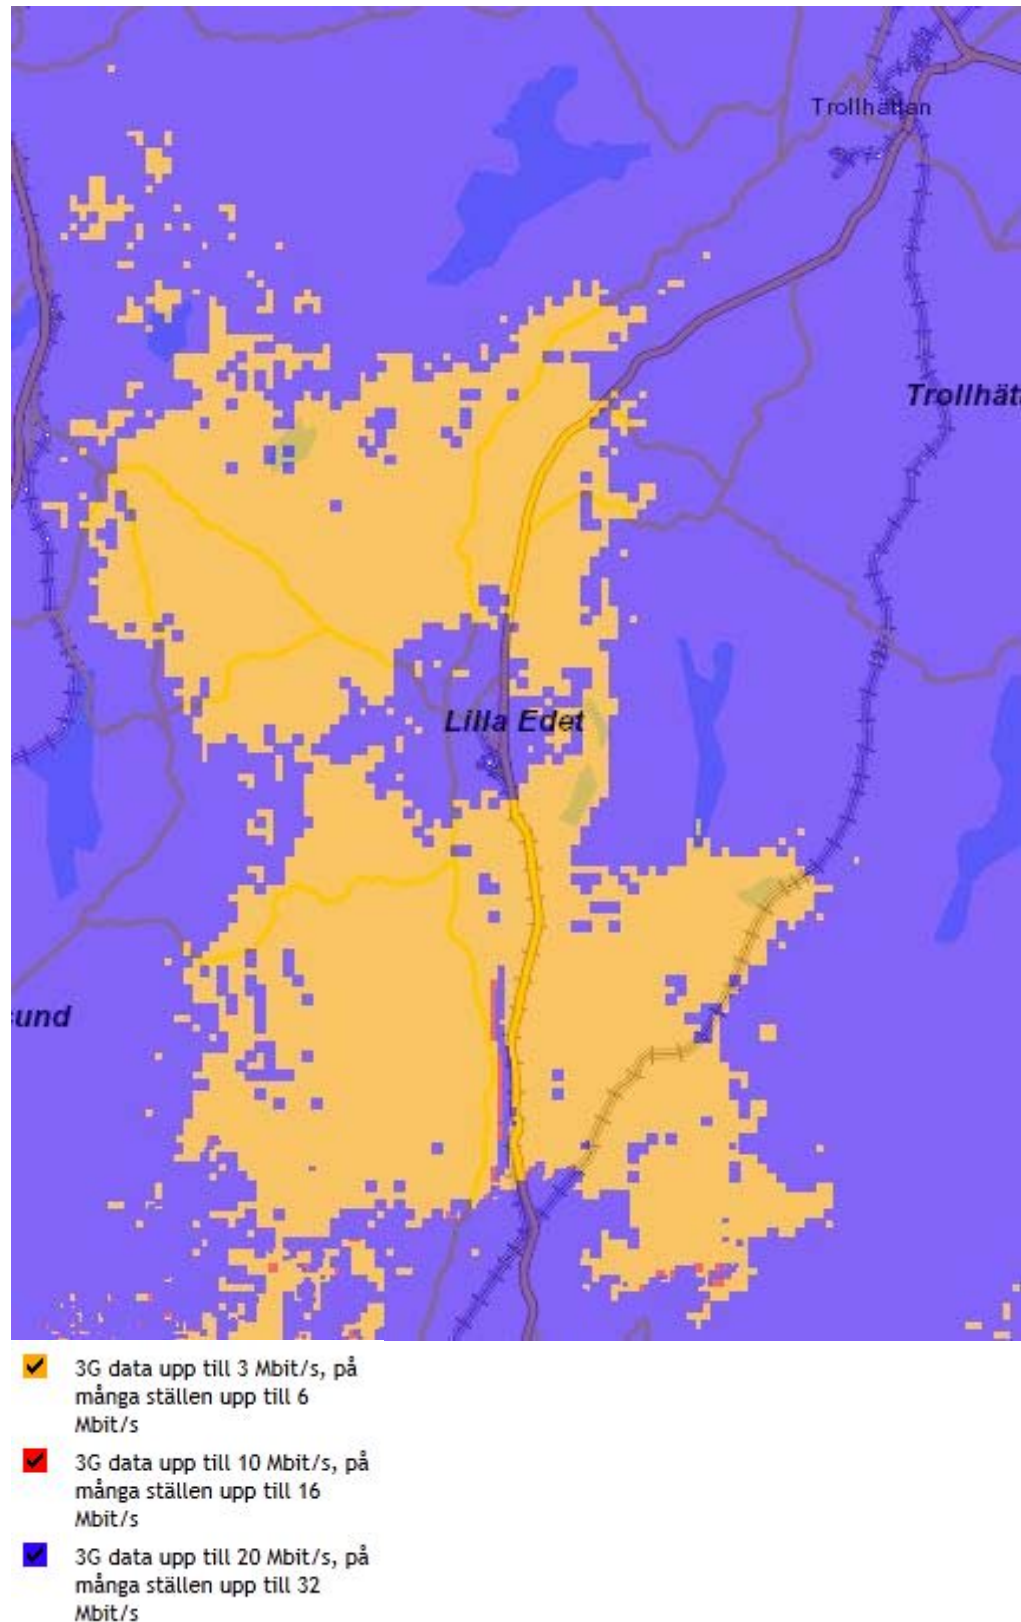 Trollhättan
Trollhät
Lilla Edet
sund
3G data upp till 3 Mbit/s, på
många ställen upp till 6
Mbit/s
3G data upp till 10 Mbit/s, på
många ställen upp till 16
Mbit/s
3G data upp till 20 Mbit/s, på
många ställen upp till 32
Mbit/s